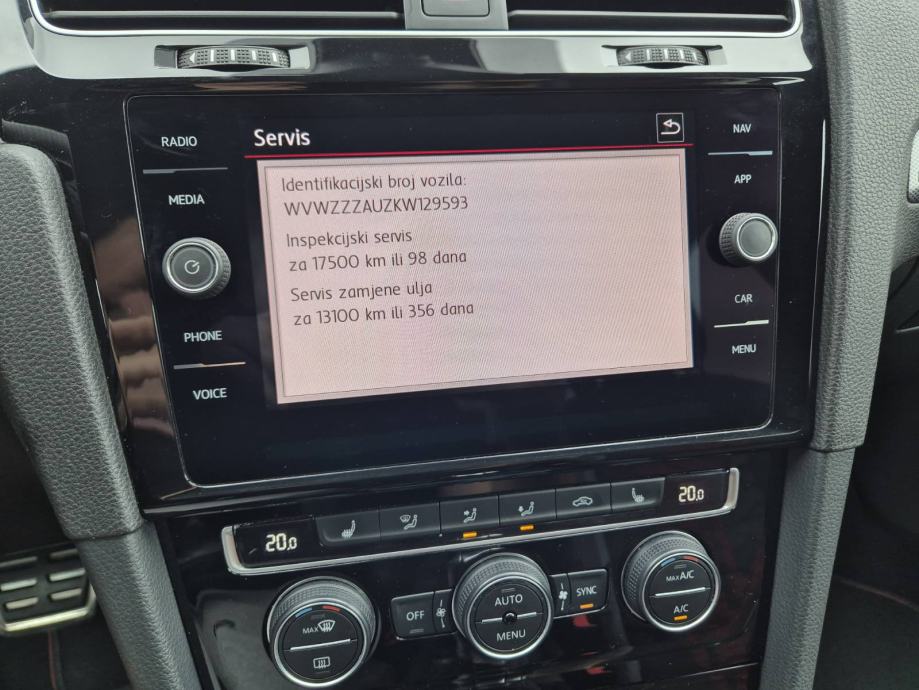 Servis
RADIO
MEDIA
PHONE
VOICE
Identifikacijski broj vozila:
WVWZZZAUZKW129593
Inspekcijski servis
za 17500 km ili 98 dana
Servis zamjene ulja
za 13100 km ili 356 dana
NAV
APP
CAR
MENU
20.0
20.0
MAX
OFF
AUTO
MENU
SYNC
MAX A/C
A/C